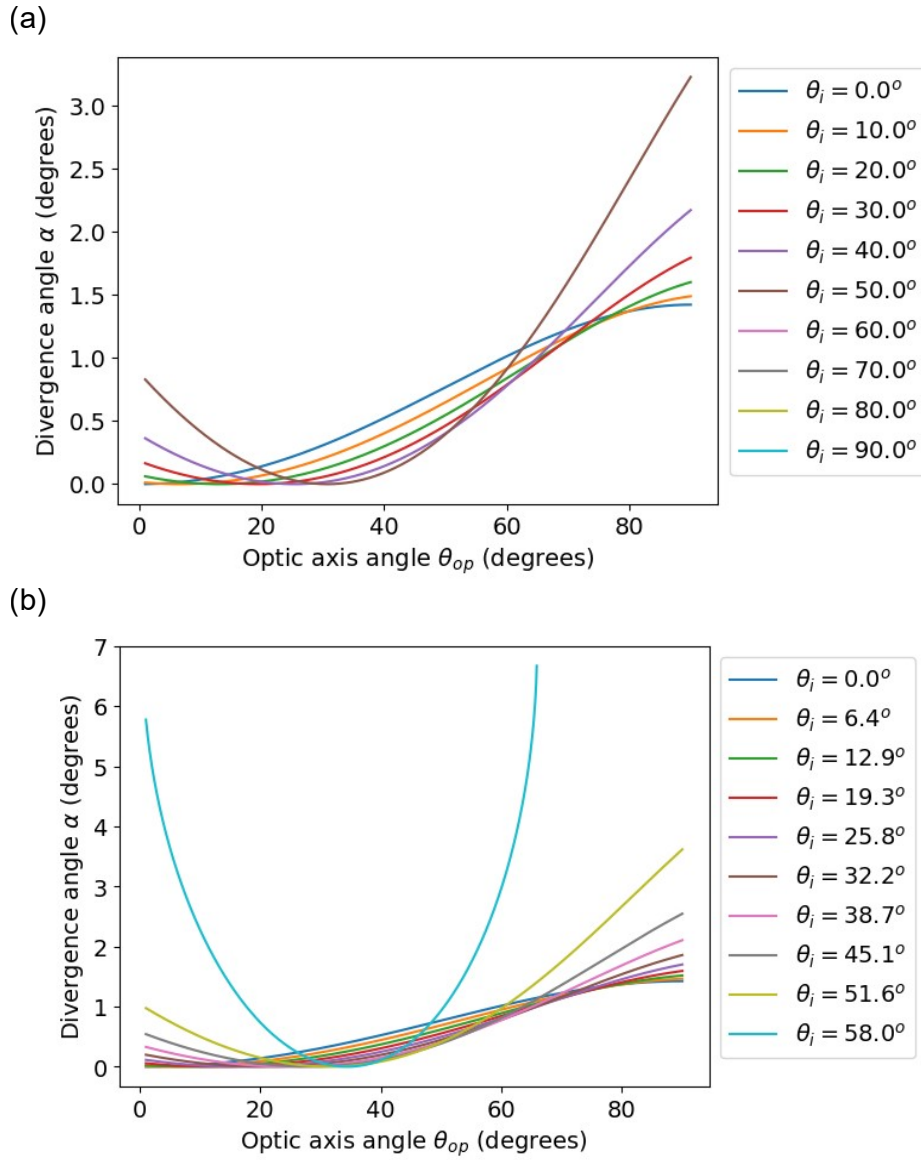 (a)
3.0
2.5
2.0
1.5
1.0
0.5
0.0
Divergence angle α (degrees)
0 20 40 60 80
Optic axis angle θ_op (degrees)
θ_i = 0.0^o
θ_i = 10.0^o
θ_i = 20.0^o
θ_i = 30.0^o
θ_i = 40.0^o
θ_i = 50.0^o
θ_i = 60.0^o
θ_i = 70.0^o
θ_i = 80.0^o
θ_i = 90.0^o
(b)
7
6
5
4
3
2
1
0
Divergence angle α (degrees)
0 20 40 60 80
Optic axis angle θ_op (degrees)
θ_i = 0.0^o
θ_i = 6.4^o
θ_i = 12.9^o
θ_i = 19.3^o
θ_i = 25.8^o
θ_i = 32.2^o
θ_i = 38.7^o
θ_i = 45.1^o
θ_i = 51.6^o
θ_i = 58.0^o